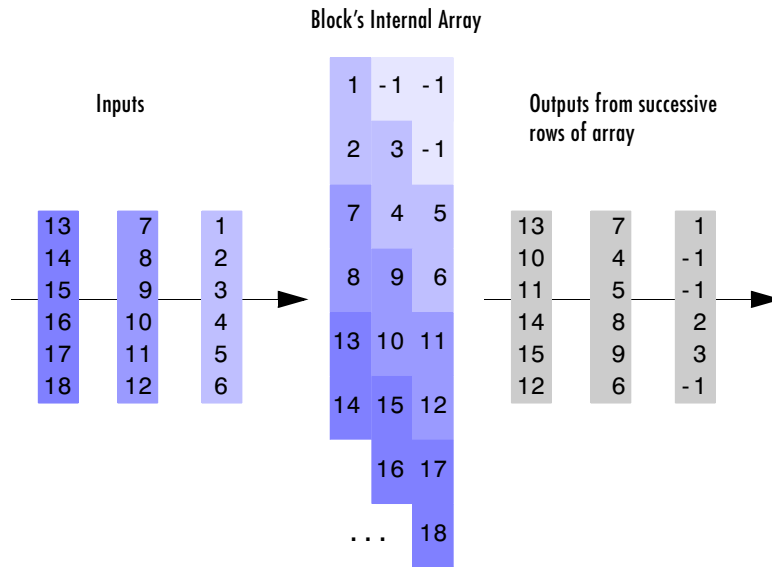 Block's Internal Array
Inputs
Outputs from successive
rows of array
1 -1 -1
2 3 -1
7 4 5
8 9 6
13 10 11
14 15 12
16 17
... 18
13 7 1
14 8 2
15 9 3
16 10 4
17 11 5
18 12 6
13 7 1
10 4 -1
11 5 -1
14 8 2
15 9 3
12 6 -1